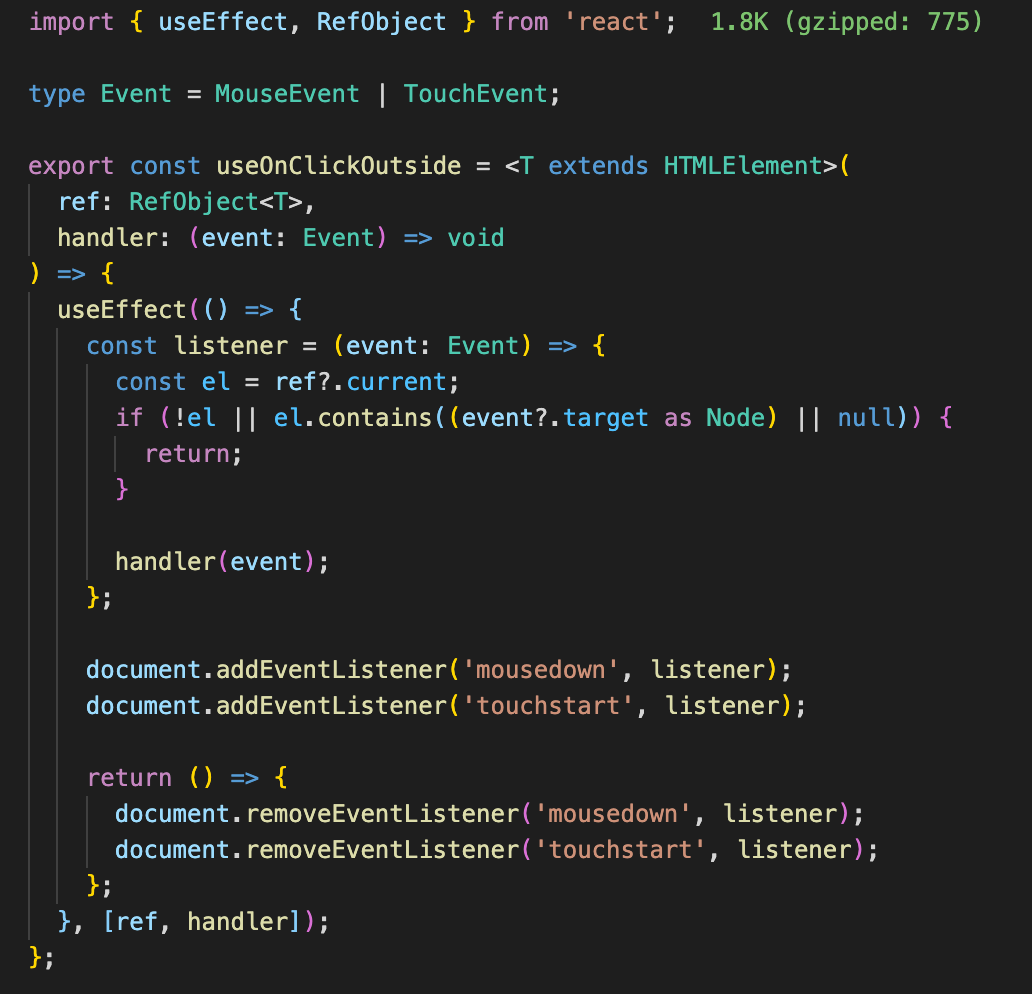 import { useEffect, RefObject } from 'react';  1.8K (gzipped: 775)
type Event = MouseEvent | TouchEvent;
export const useOnClickOutside = <T extends HTMLElement>(
  ref: RefObject<T>,
  handler: (event: Event) => void
) => {
  useEffect(() => {
    const listener = (event: Event) => {
      const el = ref?.current;
      if (!el || el.contains((event?.target as Node) || null)) {
        return;
      }
      handler(event);
    };
    document.addEventListener('mousedown', listener);
    document.addEventListener('touchstart', listener);
    return () => {
      document.removeEventListener('mousedown', listener);
      document.removeEventListener('touchstart', listener);
    };
  }, [ref, handler]);
};